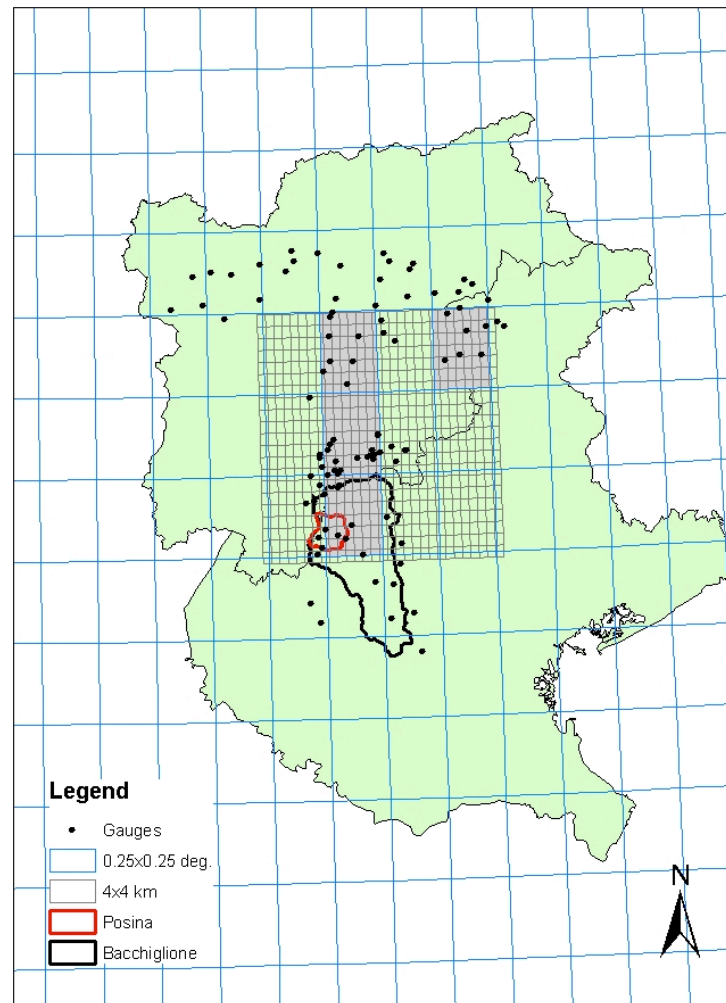 Legend
Gauges
0.25x0.25 deg.
4x4 km
Posina
Bacchiglione
N